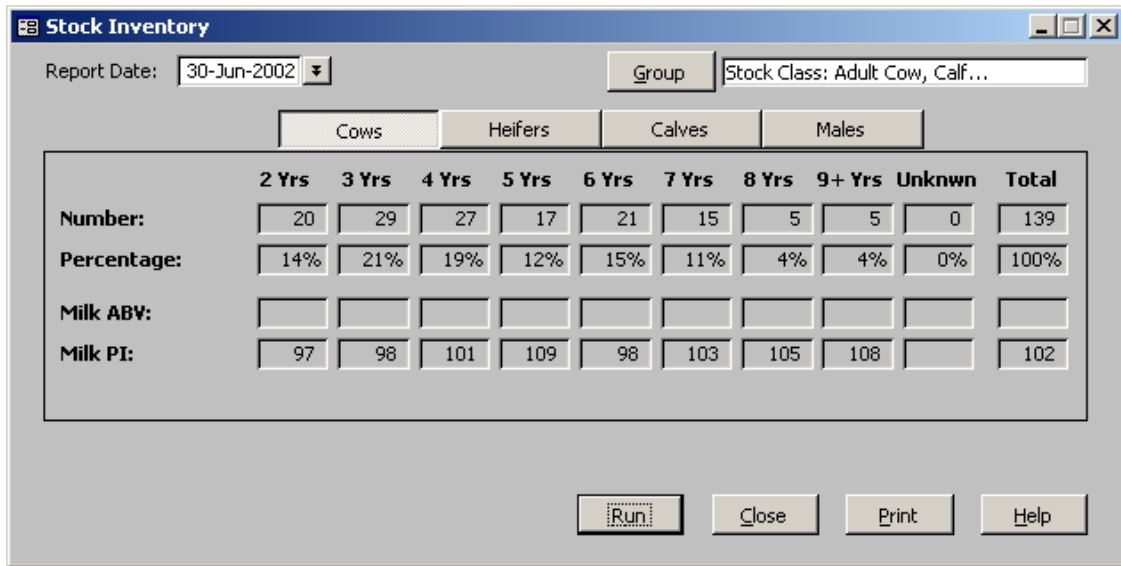 Stock Inventory
Report Date: 30-Jun-2002 Group Stock Class: Adult Cow, Calf...
Cows Heifers Calves Males
2 Yrs 3 Yrs 4 Yrs 5 Yrs 6 Yrs 7 Yrs 8 Yrs 9+ Yrs Unknwn Total
Number: 20 29 27 17 21 15 5 5 0 139
Percentage: 14% 21% 19% 12% 15% 11% 4% 4% 0% 100%
Milk ABV:
Milk PI: 97 98 101 109 98 103 105 108 102
Run Close Print Help